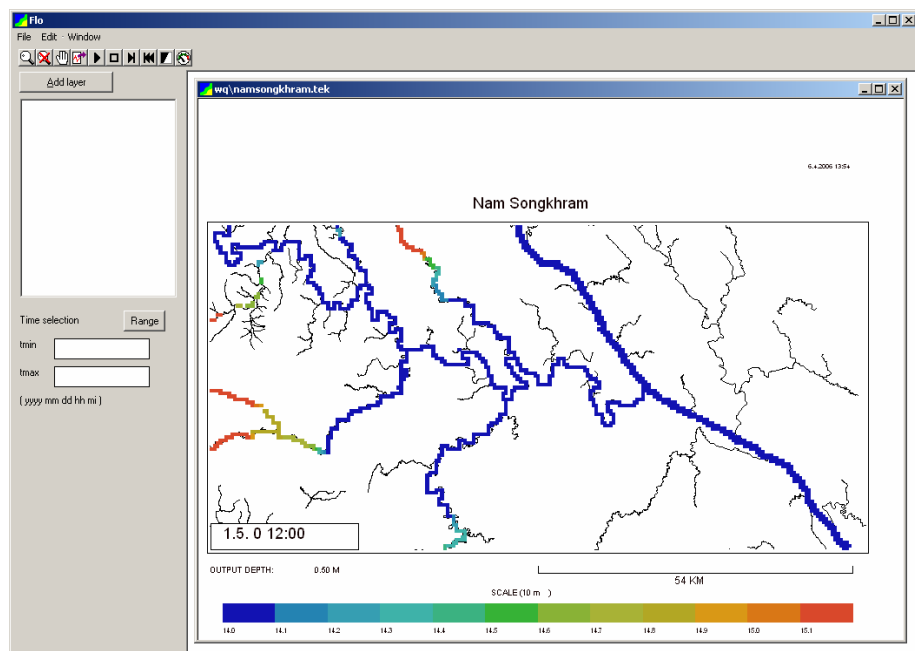 Flo
File Edit Window
Add layer
wq\namsongkhram.tek
6.4.2006 13:54
Nam Songkhram
Time selection Range
tmin
tmax
( yyyy mm dd hh mi )
1.5. 0 12:00
OUTPUT DEPTH: 0.50 M
54 KM
SCALE (10 m )
14.0 14.1 14.2 14.3 14.4 14.5 14.6 14.7 14.8 14.9 15.0 15.1